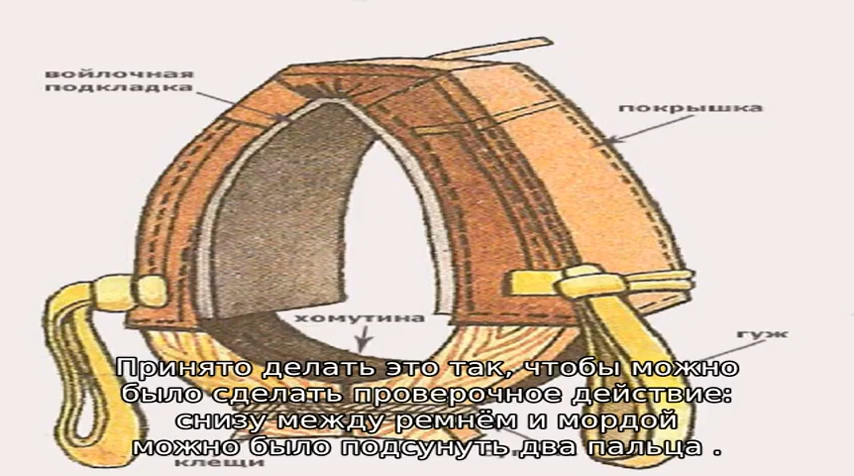 войлочная
подкладка
покрышка
хомутина
гуж
Принято делать это так, чтобы можно
было сделать проверочное действие:
снизу между ремнём и мордой
можно было подсунуть два пальца .
клещи